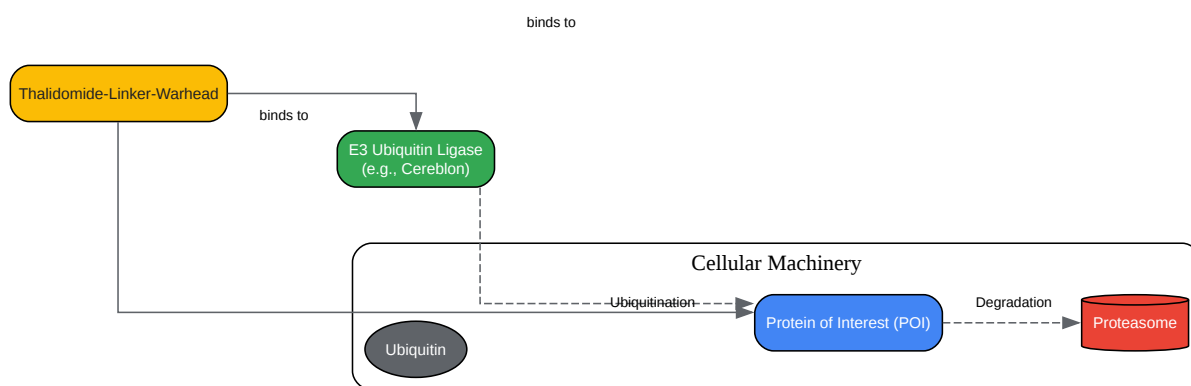 binds to
Thalidomide-Linker-Warhead
binds to
E3 Ubiquitin Ligase
(e.g., Cereblon)
Cellular Machinery
Ubiquitination
Degradation
Protein of Interest (POI)
Proteasome
Ubiquitin